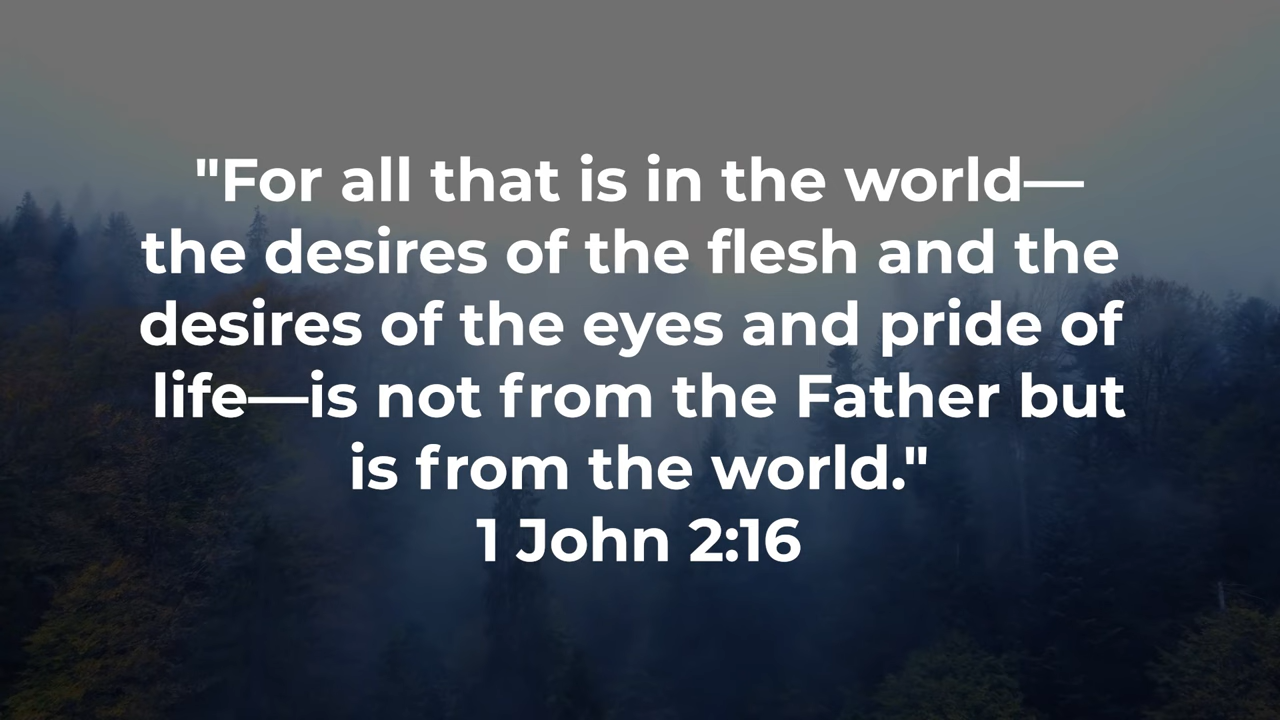 "For all that is in the world—
the desires of the flesh and the
desires of the eyes and pride of
life—is not from the Father but
is from the world."
1 John 2:16